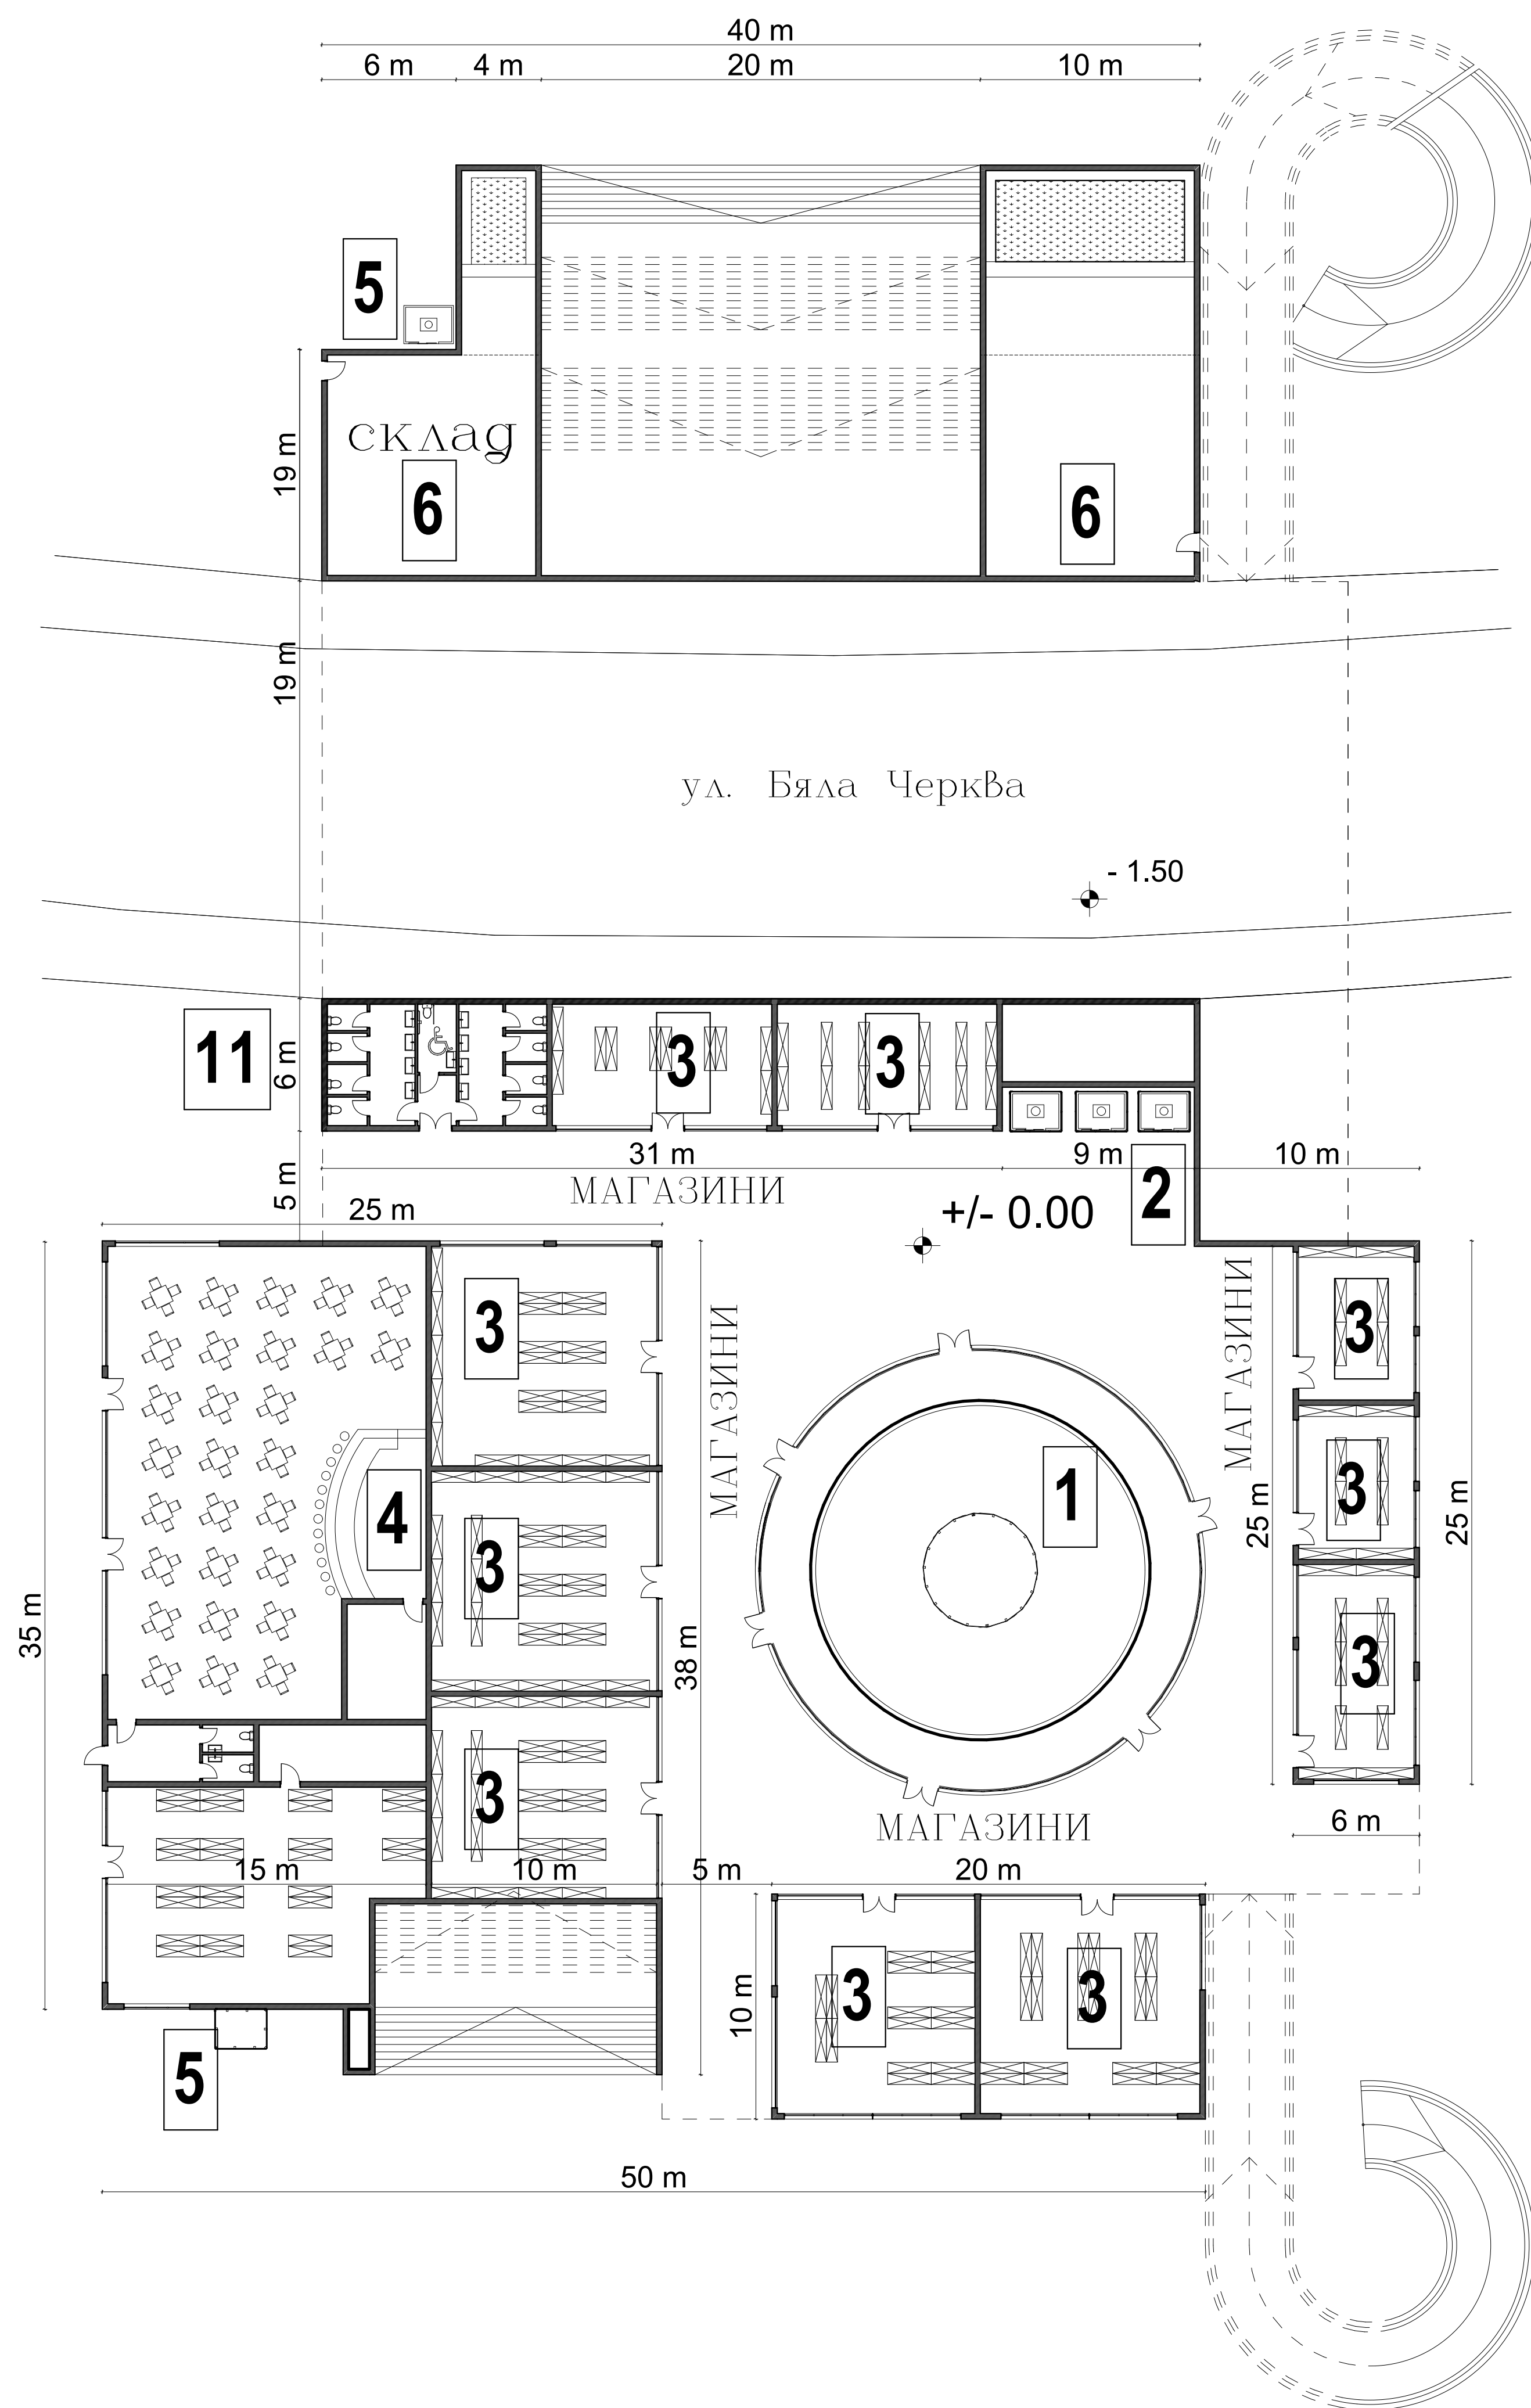 40 m
6 m
4 m
20 m
10 m
5
склад
19 m
6
6
19 m
ул. Бяла Черква
- 1.50
11
3
3
6 m
31 m
9 m
10 m
2
5 m
МАГАЗИНИ
25 m
+/- 0.00
3
МАГАЗИНИ
МАГАЗИНИ
3
4
1
3
25 m
25 m
3
35 m
38 m
3
3
МАГАЗИНИ
6 m
15 m
10 m
5 m
20 m
10 m
3
3
5
50 m